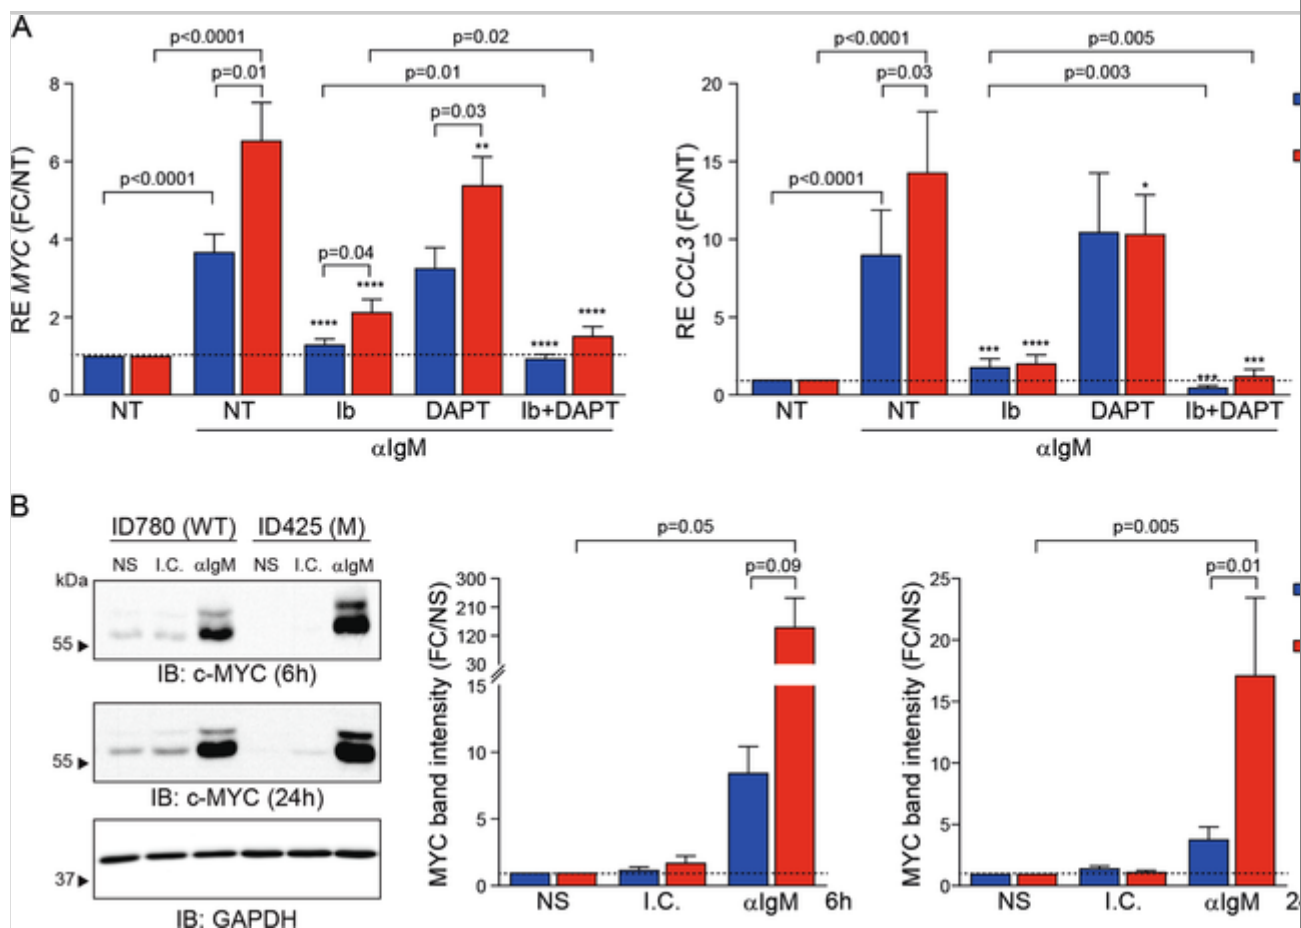 A
p<0.0001
p=0.02
p=0.01
p=0.01
p=0.03
p<0.0001
p=0.04
**
****
****
****
****
RE MYC (FC/NT)
8
6
4
2
0
NT
NT
Ib
DAPT
Ib+DAPT
αIgM
p<0.0001
p=0.005
p=0.03
p=0.003
p<0.0001
*
***
****
***
***
RE CCL3 (FC/NT)
20
15
10
5
0
NT
NT
Ib
DAPT
Ib+DAPT
αIgM
B
ID780 (WT)
ID425 (M)
NS
I.C.
αIgM
NS
I.C.
αIgM
kDa
55
IB: c-MYC (6h)
55
IB: c-MYC (24h)
37
IB: GAPDH
p=0.05
p=0.09
MYC band intensity (FC/NS)
300
210
120
30
15
10
5
0
NS
I.C.
αIgM
6h
p=0.005
p=0.01
MYC band intensity (FC/NS)
25
20
15
10
5
0
NS
I.C.
αIgM